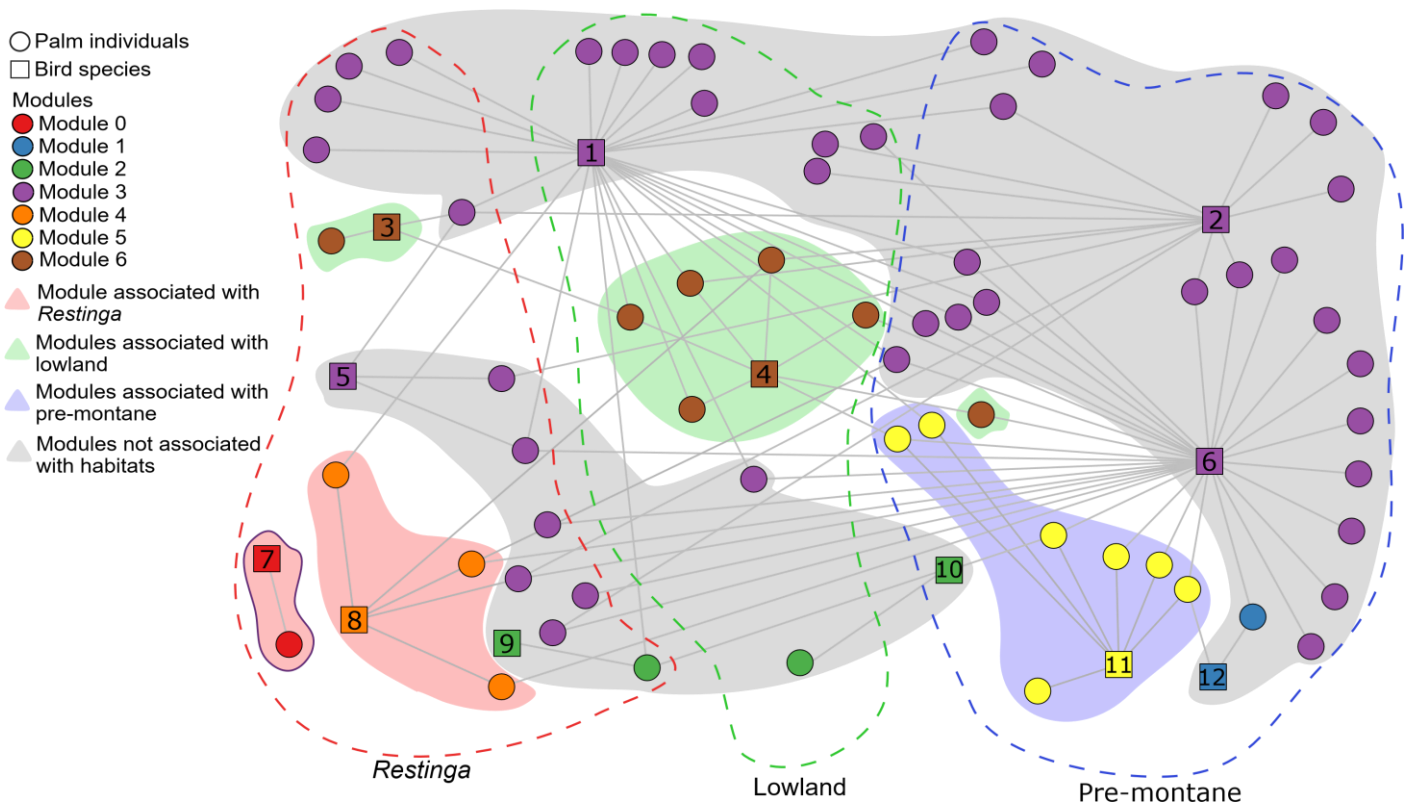 Palm individuals
Bird species
Modules
Module 0
Module 1
Module 2
Module 3
Module 4
Module 5
Module 6
Module associated with
Restinga
Modules associated with
lowland
Modules associated with
pre-montane
Modules not associated
with habitats
1
2
3
4
5
6
7
8
9
10
11
12
Restinga
Lowland
Pre-montane